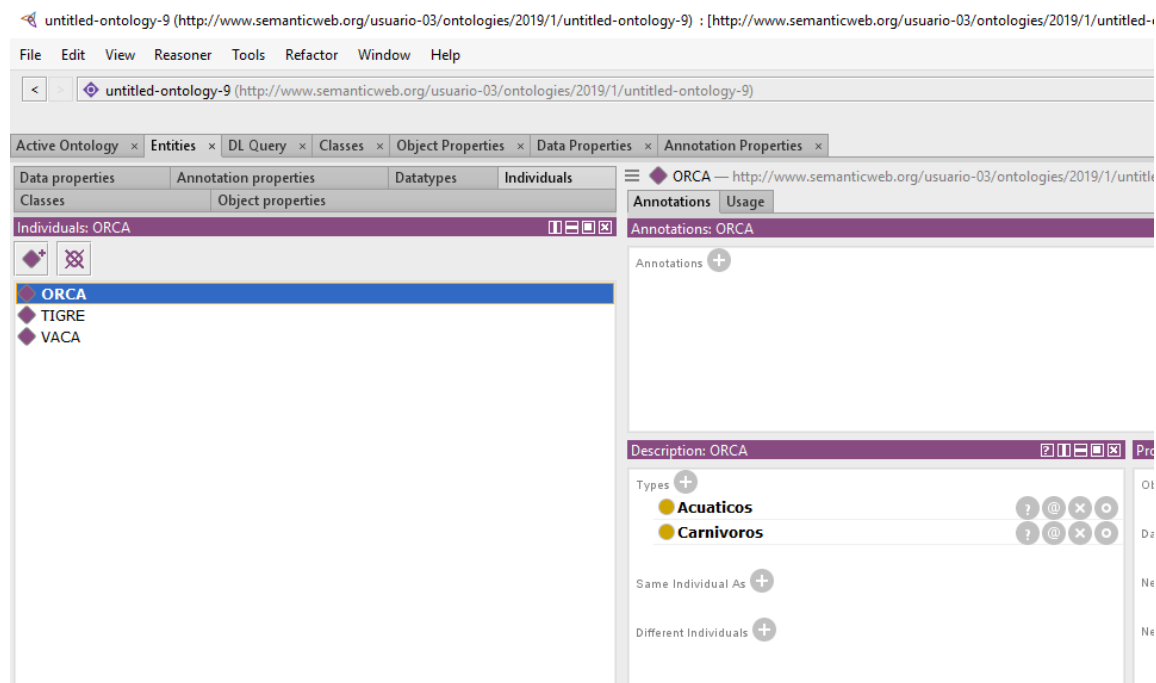 untitled-ontology-9 (http://www.semanticweb.org/usuario-03/ontologies/2019/1/untitled-ontology-9) : [http://www.semanticweb.org/usuario-03/ontologies/2019/1/untitled-
File Edit View Reasoner Tools Refactor Window Help
< > untitled-ontology-9 (http://www.semanticweb.org/usuario-03/ontologies/2019/1/untitled-ontology-9)
Active Ontology × Entities × DL Query × Classes × Object Properties × Data Properties × Annotation Properties ×
Data properties Annotation properties Datatypes Individuals
Classes Object properties
Individuals: ORCA
ORCA
TIGRE
VACA
ORCA — http://www.semanticweb.org/usuario-03/ontologies/2019/1/untitle
Annotations Usage
Annotations: ORCA
Annotations
Description: ORCA
Types
Acuaticos
Carnivoros
Same Individual As
Different Individuals
Pro
Ob
Da
Ne
Ne